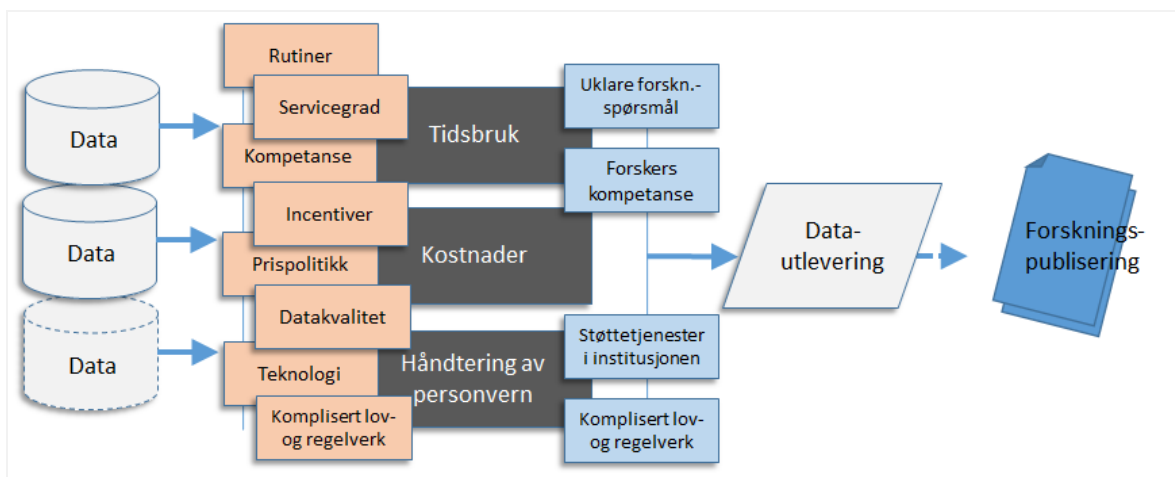 Data
Data
Data
Rutiner
Servicegrad
Kompetanse
Incentiver
Prispolitikk
Datakvalitet
Teknologi
Komplisert lov-
og regelverk
Tidsbruk
Kostnader
Håndtering av
personvern
Uklare forskn.-
spørsmål
Forskers
kompetanse
Støttetjenester
i institusjonen
Komplisert lov-
og regelverk
Data-
utlevering
Forsknings-
publisering